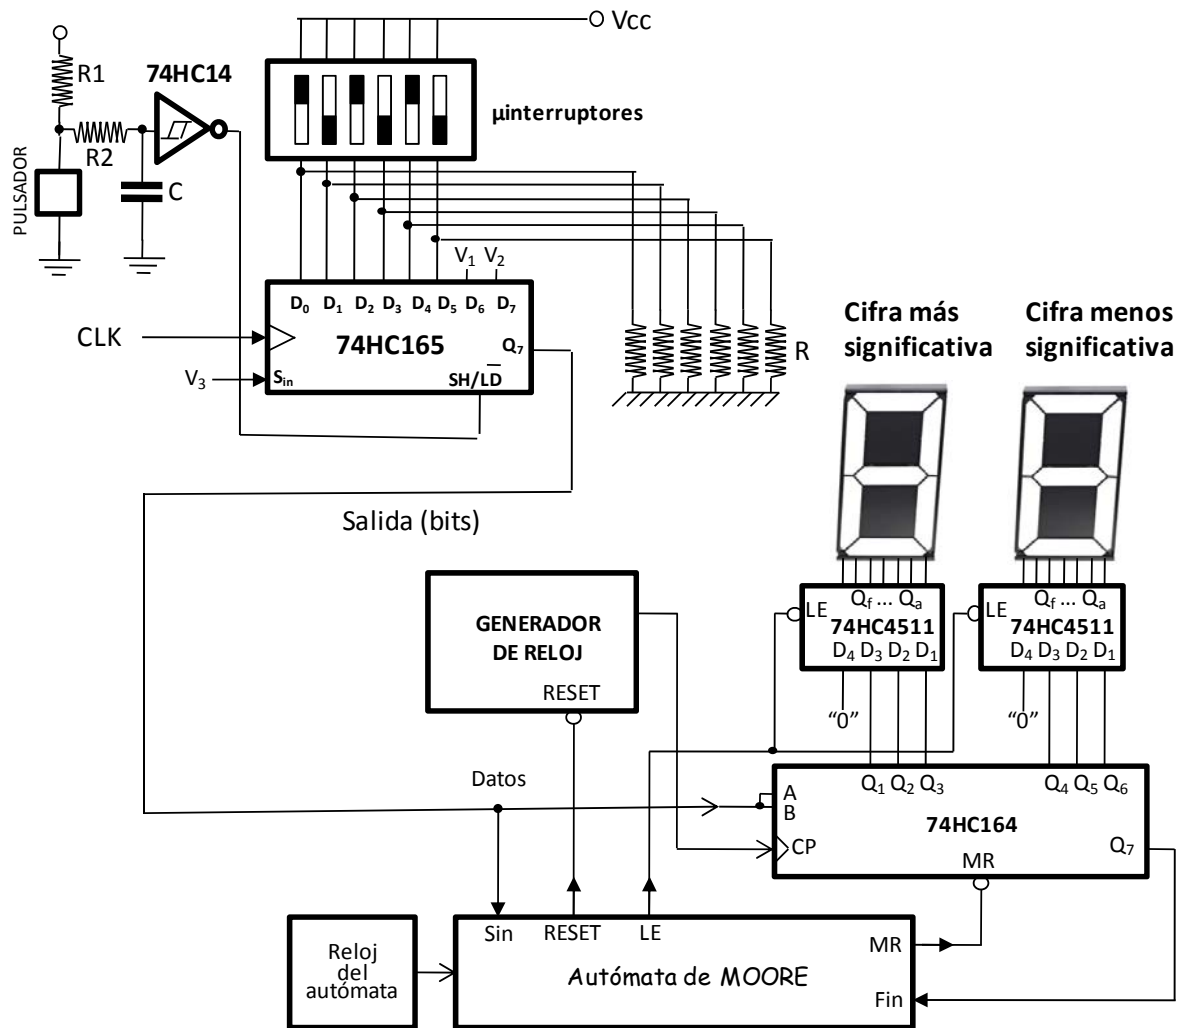 Vcc
R1
74HC14
µinterruptores
R2
C
PULSADOR
V1 V2
D0 D1 D2 D3 D4 D5 D6 D7
CLK
74HC165
Q7
V3
Sin
SH/LD̅
R
Cifra más
significativa
Cifra menos
significativa
Salida (bits)
LE
Qf ... Qa
74HC4511
D4 D3 D2 D1
"0"
LE
Qf ... Qa
74HC4511
D4 D3 D2 D1
"0"
GENERADOR
DE RELOJ
RESET
Datos
A
B
CP
Q1 Q2 Q3
Q4 Q5 Q6
74HC164
Q7
MR
Sin
RESET
LE
MR
Autómata de MOORE
Fin
Reloj
del
autómata